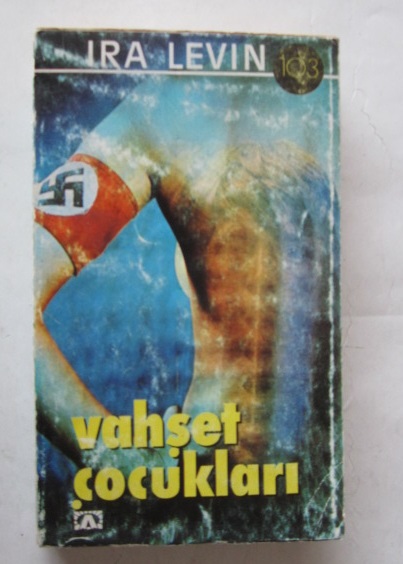 IRA LEVIN
103
vahşet
çocukları